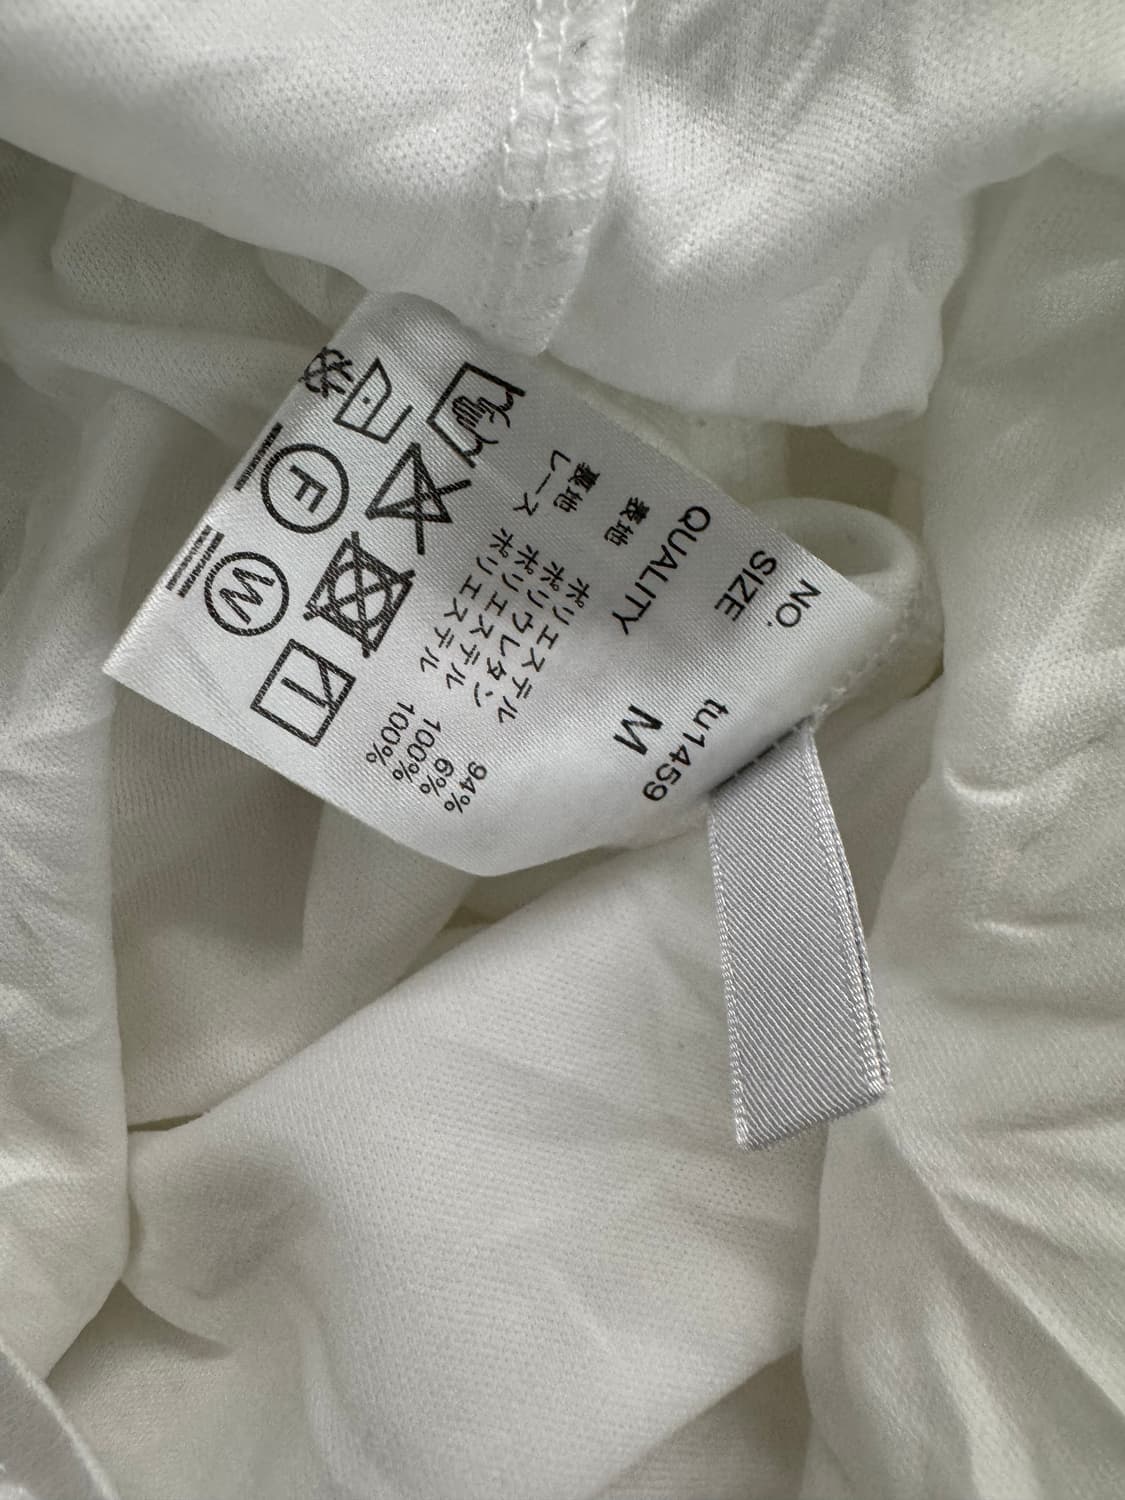 NO. tu1459
SIZE M
QUALITY
表地 ポリエステル 94%
ポリウレタン 6%
裏地 ポリエステル 100%
レース ポリエステル 100%
F
W